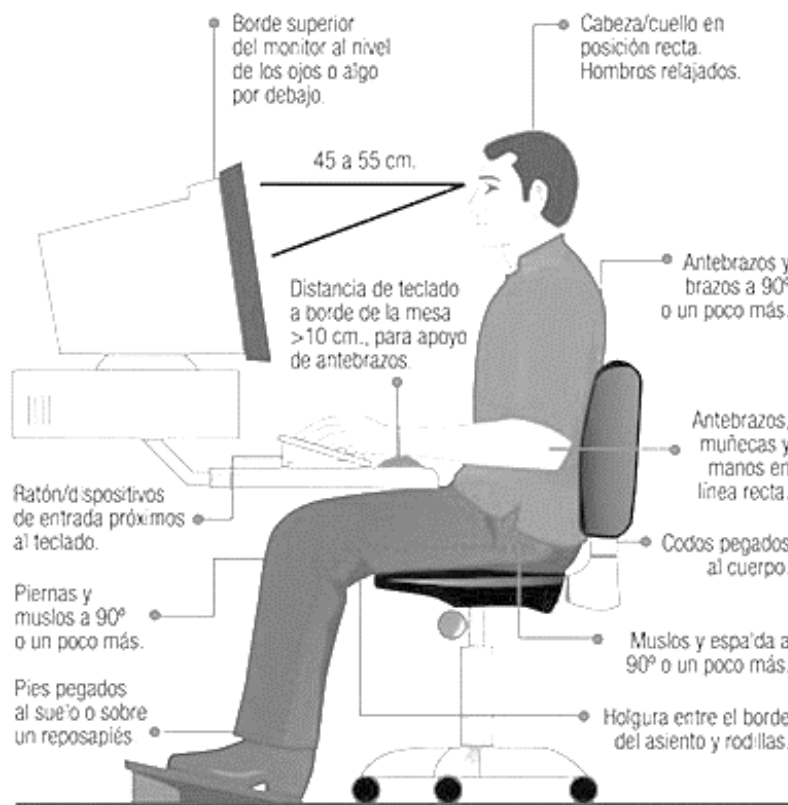 Borde superior
del monitor al nivel
de los ojos o algo
por debajo.
Cabeza/cuello en
posición recta.
Hombros relajados.
45 a 55 cm.
Distancia de teclado
a borde de la mesa
>10 cm., para apoyo
de antebrazos.
Antebrazos y
brazos a 90º
o un poco más.
Antebrazos,
muñecas y
manos en
línea recta.
Ratón/dispositivos
de entrada próximos
al teclado.
Codos pegados
al cuerpo.
Piernas y
muslos a 90º
o un poco más.
Muslos y espalda a
90º o un poco más.
Pies pegados
al suelo o sobre
un reposapiés.
Holgura entre el borde
del asiento y rodillas.